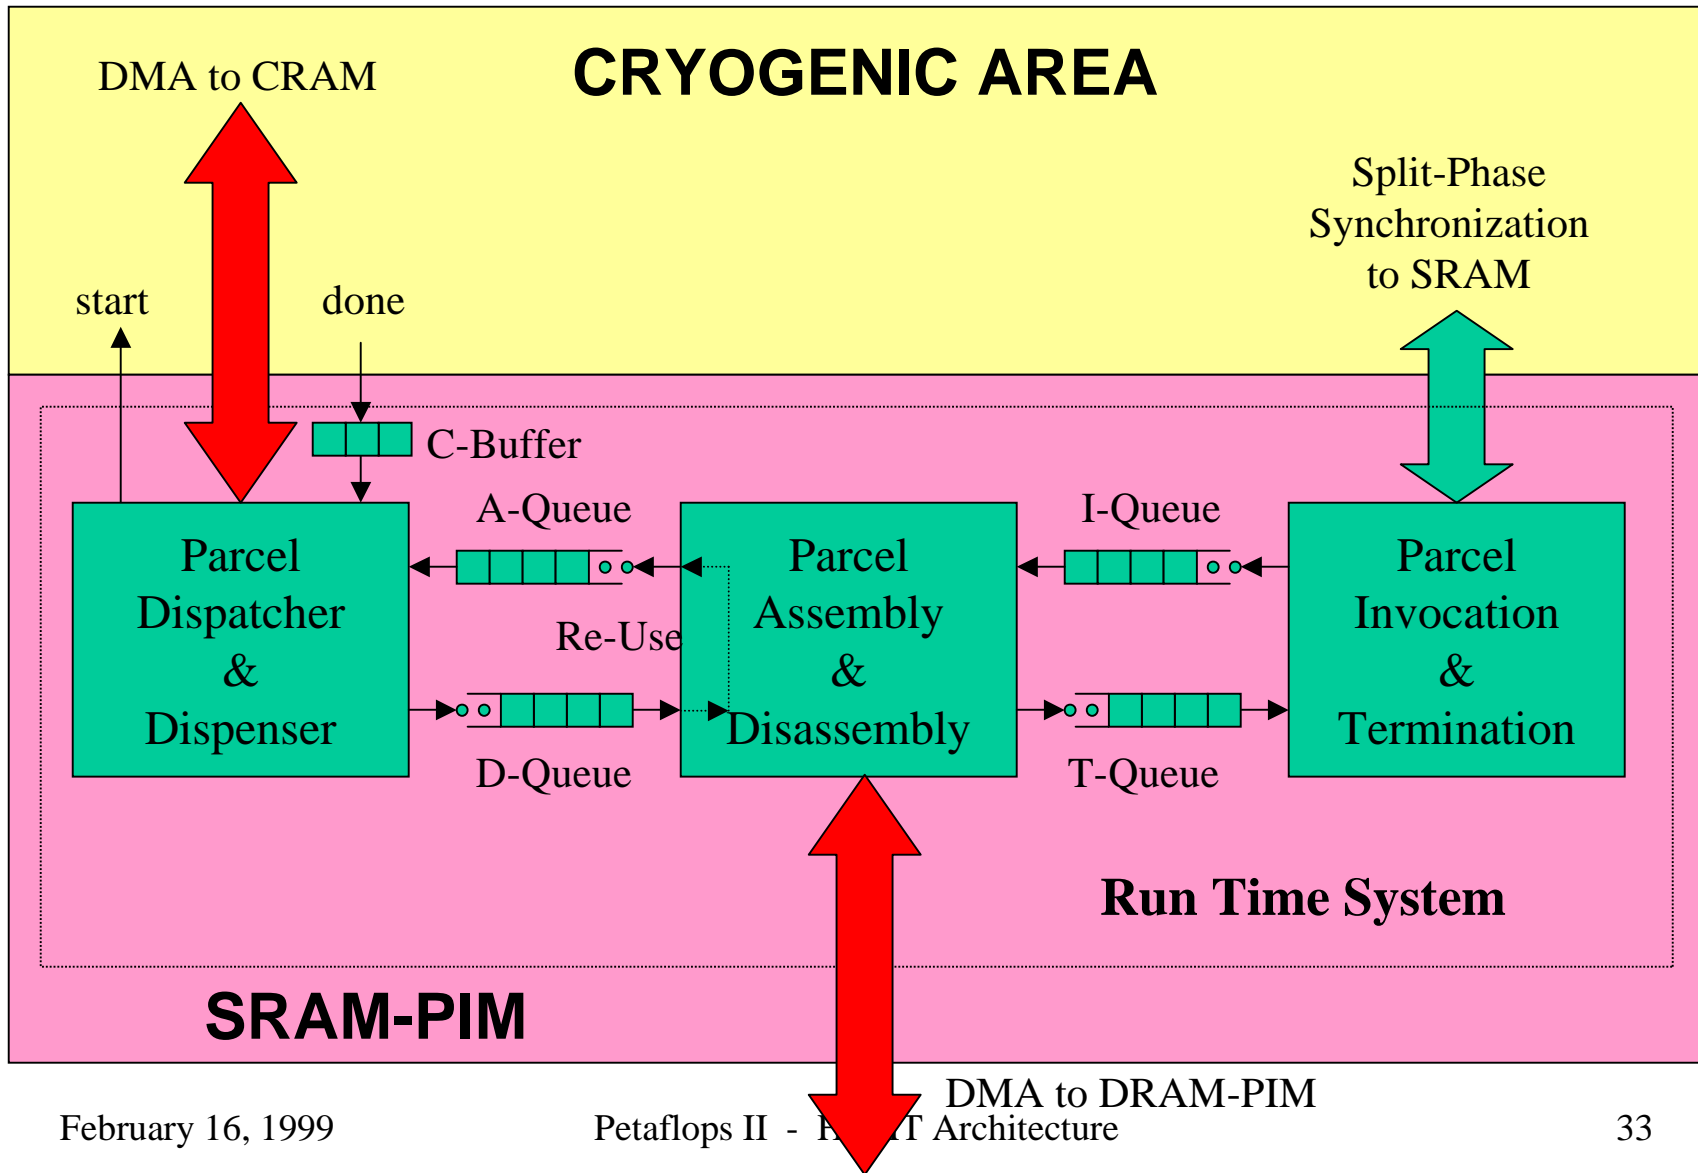 CRYOGENIC AREA
DMA to CRAM
Split-Phase
Synchronization
to SRAM
start
done
C-Buffer
A-Queue
I-Queue
Parcel
Dispatcher
&
Dispenser
Re-Use
Parcel
Assembly
&
Disassembly
Parcel
Invocation
&
Termination
D-Queue
T-Queue
Run Time System
SRAM-PIM
DMA to DRAM-PIM
February 16, 1999
Petaflops II - Architecture
33